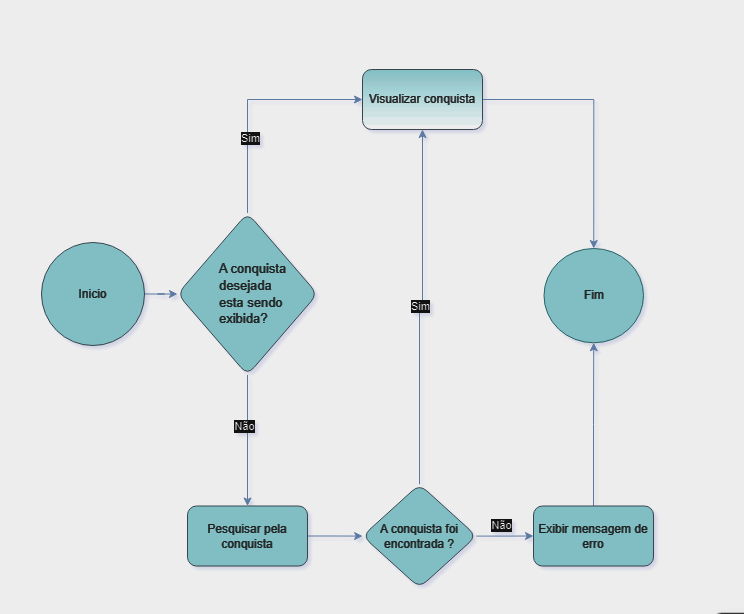 Visualizar conquista
Sim
A conquista
desejada
esta sendo
exibida?
Inicio
Fim
Sim
Não
Pesquisar pela
conquista
A conquista foi
encontrada ?
Não
Exibir mensagem de
erro